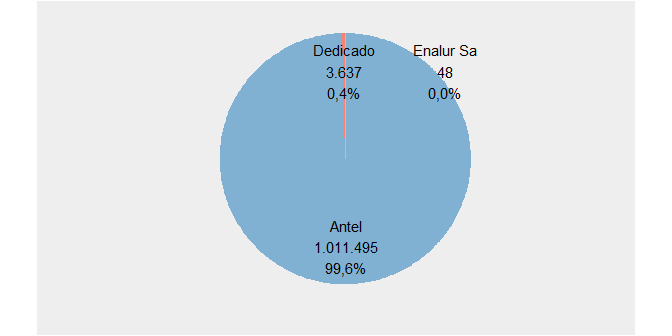 Dedicado
3.637
0,4%
Enalur Sa
48
0,0%
Antel
1.011.495
99,6%